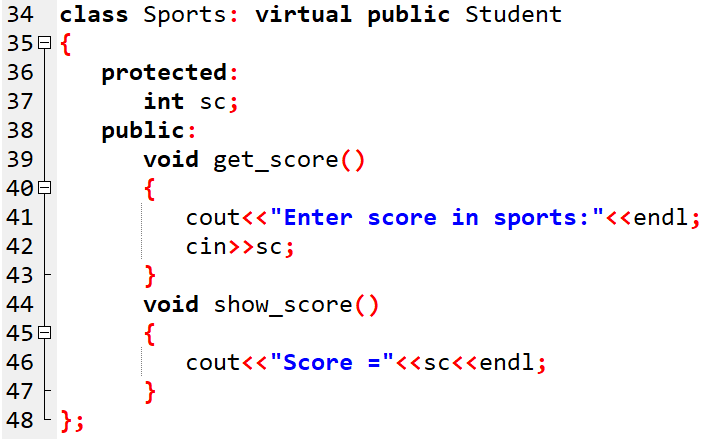 34 class Sports: virtual public Student
35 {
36 protected:
37 int sc;
38 public:
39 void get_score()
40 {
41 cout<<"Enter score in sports:"<<endl;
42 cin>>sc;
43 }
44 void show_score()
45 {
46 cout<<"Score ="<<sc<<endl;
47 }
48 };